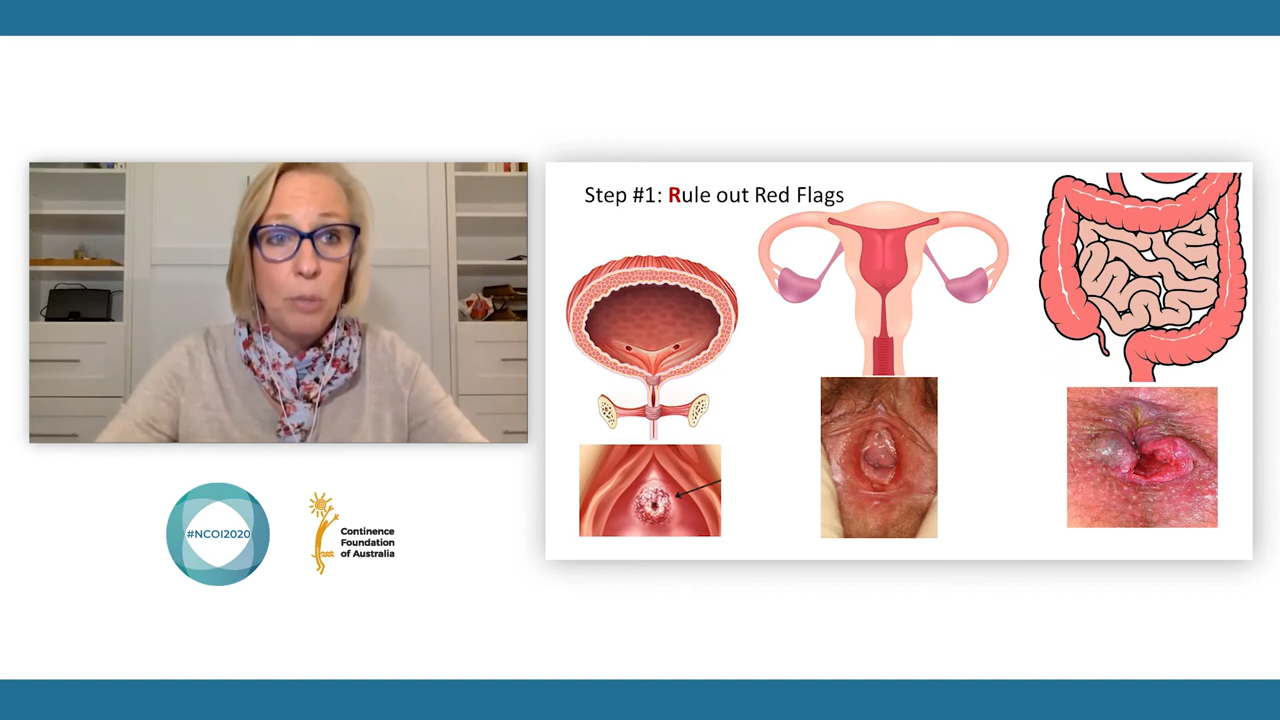 Step #1: Rule out Red Flags
#NCOI2020
Continence
Foundation
of Australia